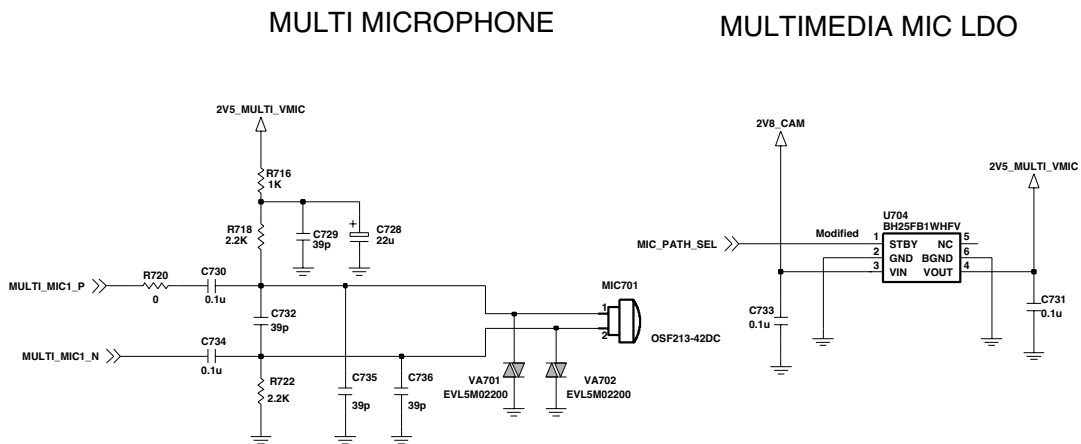 MULTI MICROPHONE
MULTIMEDIA MIC LDO
2V5_MULTI_VMIC
R716
1K
R718
2.2K
C729
39p
C728
22u
+
MULTI_MIC1_P
R720
0
C730
0.1u
C732
39p
MULTI_MIC1_N
C734
0.1u
R722
2.2K
C735
39p
C736
39p
VA701
EVL5M02200
VA702
EVL5M02200
MIC701
1
2
OSF213-42DC
2V8_CAM
2V5_MULTI_VMIC
U704
BH25FB1WHFV
MIC_PATH_SEL
Modified
1 STBY NC 5
2 GND BGND 6
3 VIN VOUT 4
C733
0.1u
C731
0.1u